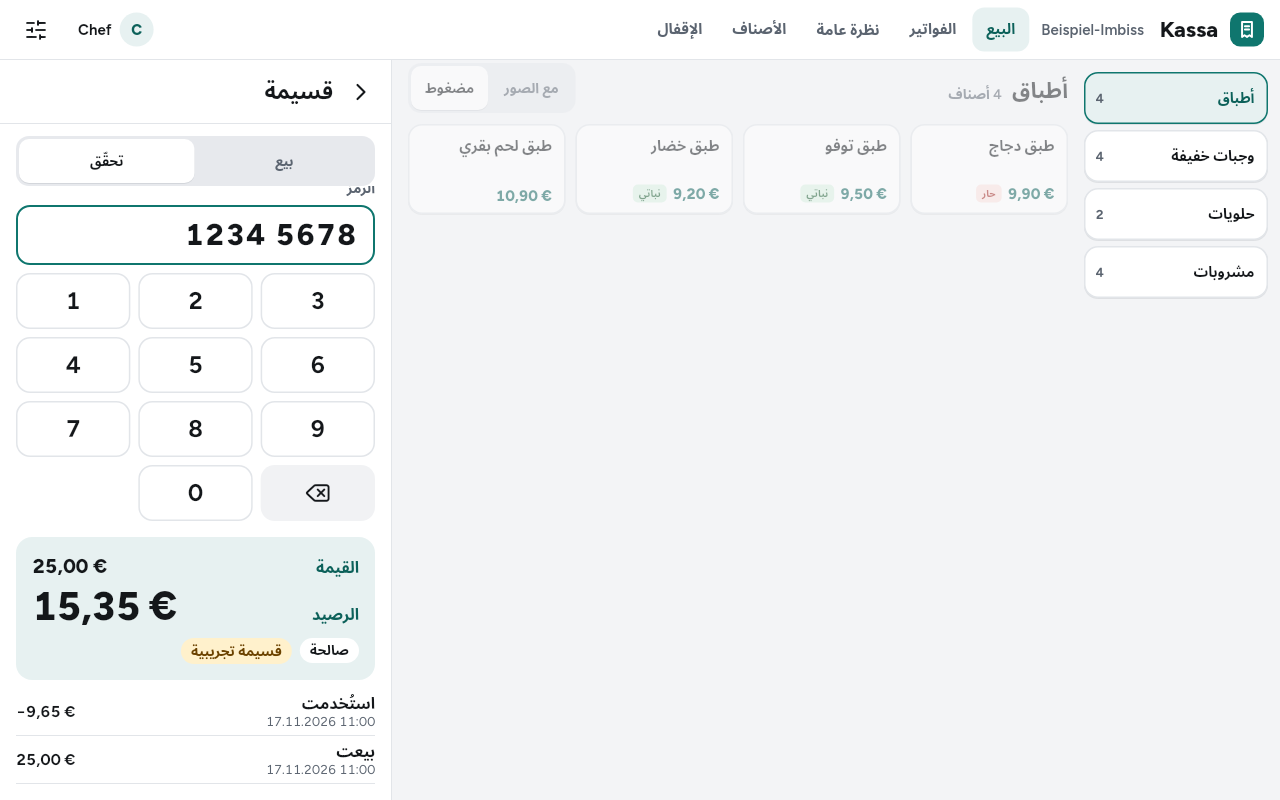 Kassa
Beispiel-Imbiss
البيع
الفواتير
نظرة عامة
الأصناف
الإقفال
C
Chef
أطباق
4
وجبات خفيفة
4
حلويات
2
مشروبات
4
أطباق
4 أصناف
مع الصور
مضغوط
طبق دجاج
9,90 €
حار
طبق توفو
9,50 €
نباتي
طبق خضار
9,20 €
نباتي
طبق لحم بقري
10,90 €
قسيمة
بيع
تحقّق
الرمز
1234 5678
1
2
3
4
5
6
7
8
9
0
القيمة
25,00 €
الرصيد
15,35 €
صالحة
قسيمة تجريبية
استُخدمت
17.11.2026 11:00
−9,65 €
بيعت
17.11.2026 11:00
25,00 €